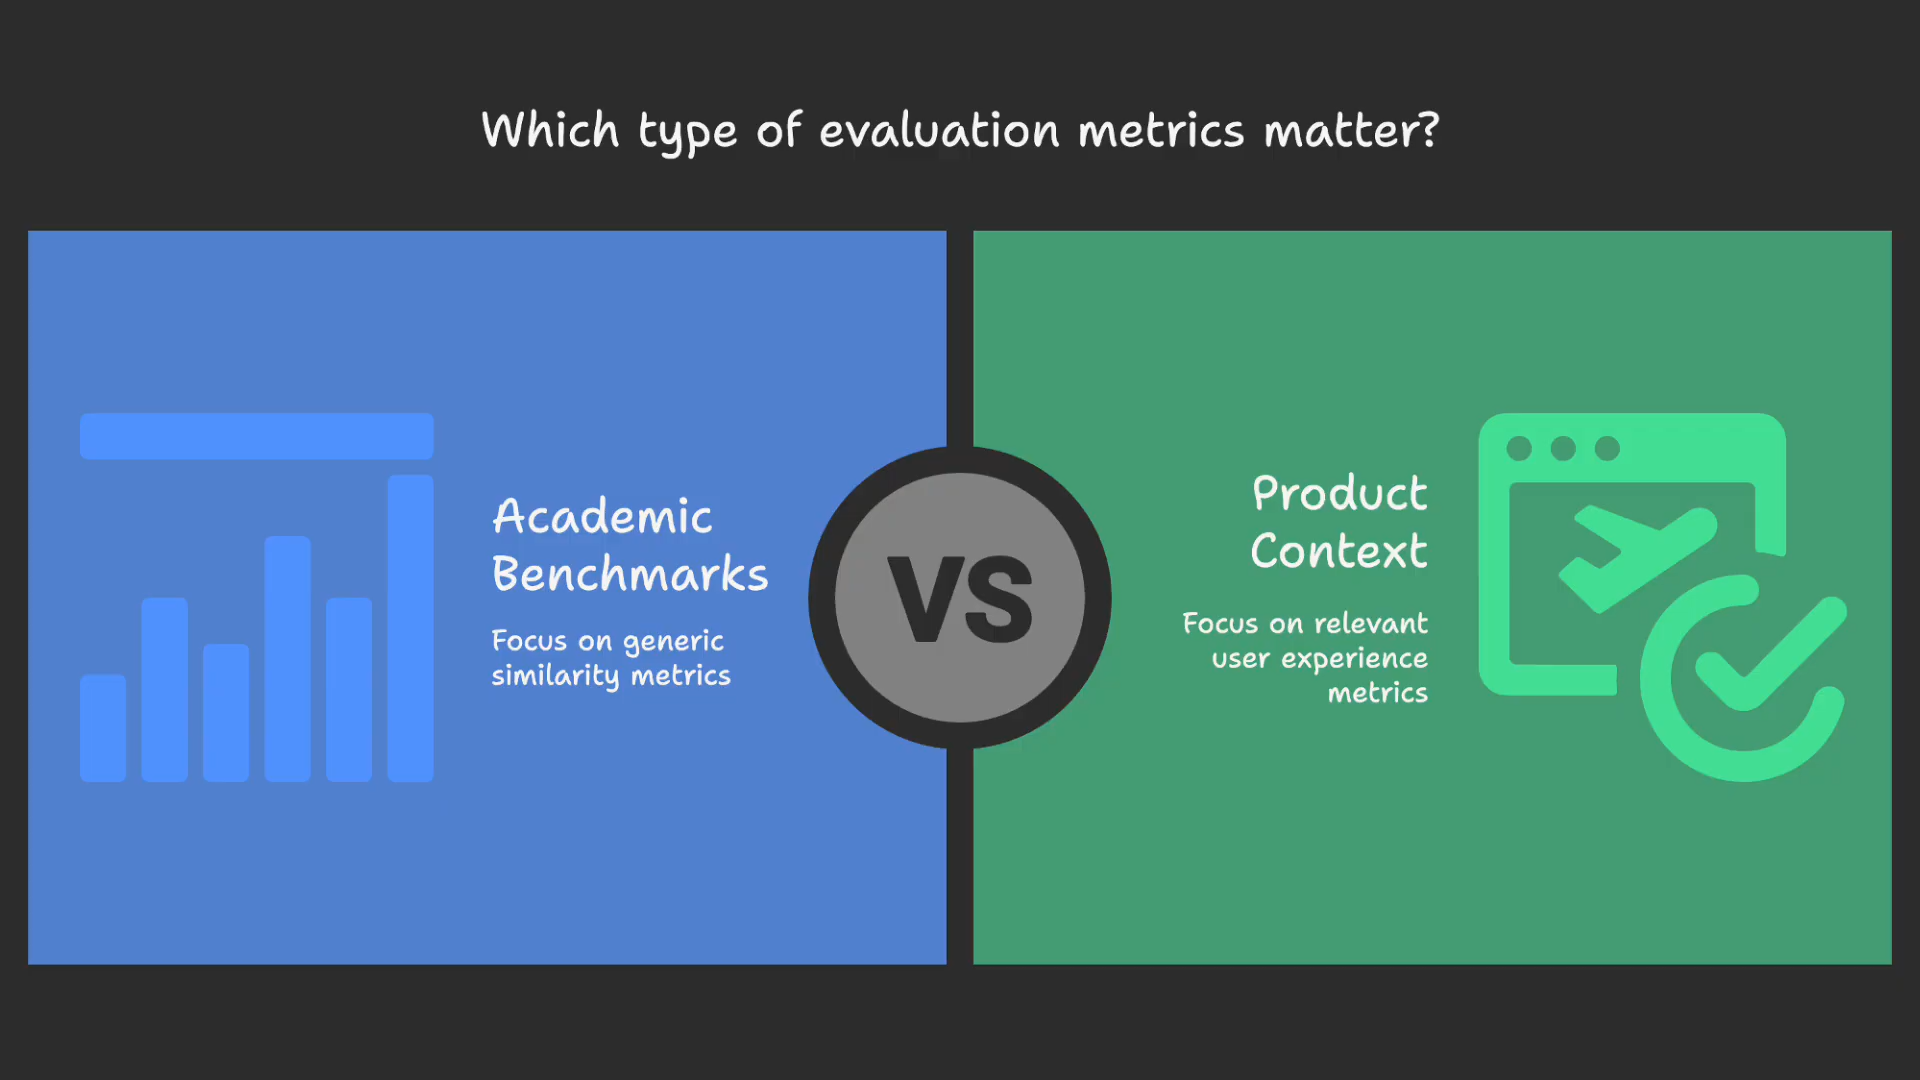 Which type of evaluation metrics matter?
Academic
Benchmarks
Focus on generic
similarity metrics
VS
Product
Context
Focus on relevant
user experience
metrics